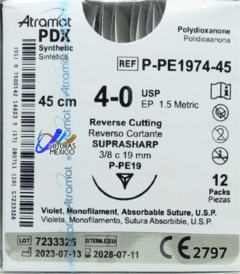 Atramat
PDX
Synthetic
Sintética
Polydioxanone
Polidioxanona
REF P-PE1974-45
45 cm
4-0 USP
EP 1.5 Metric
Reverse Cutting
Reverso Cortante
SUPRASHARP
3/8 c 19 mm
P-PE19
SUTURAS
MEXICO
12
Packs
Piezas
Violet, Monofilament, Absorbable Suture, U.S.P.
Violeta, Monofilamento, Sutura Absorbible, U.S.P.
LOT 7233326
STERILE EO
2023-07-13
2028-07-11
CE 2797